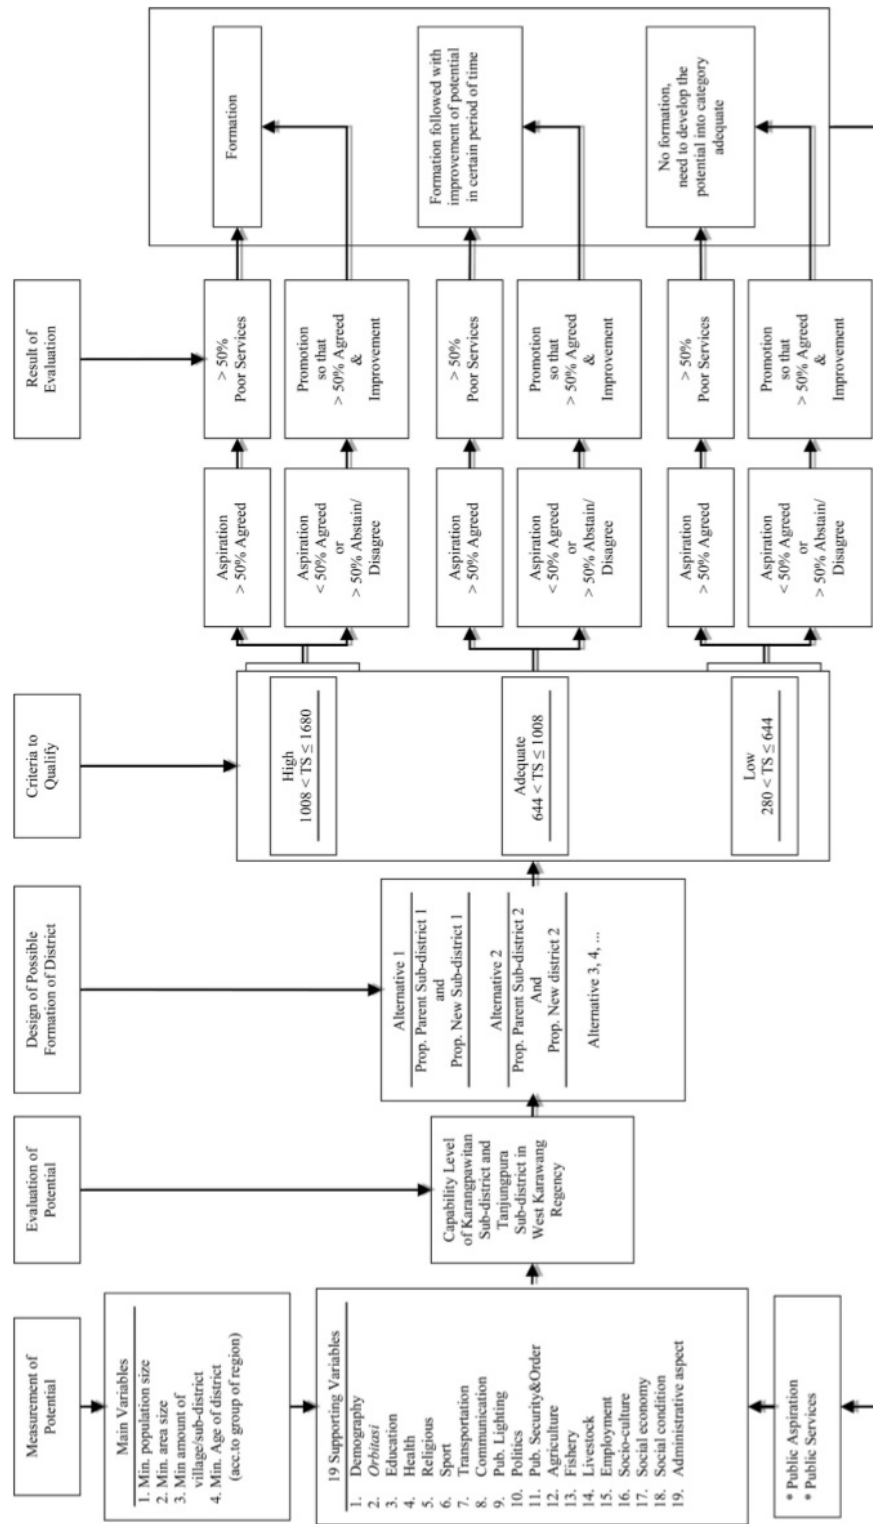 Measurement of
Potential
Evaluation of
Potential
Design of Possible
Formation of District
Criteria to
Qualify
Result of
Evaluation
Main Variables
1. Min. population size
2. Min. area size
3. Min amount of
village/sub-district
4. Min. Age of district
(acc.to group of region)
19 Supporting Variables
1. Demography
2. Orbitasi
3. Education
4. Health
5. Religious
6. Sport
7. Transportation
8. Communication
9. Pub. Lighting
10. Politics
11. Pub. Security&Order
12. Agriculture
13. Fishery
14. Livestock
15. Employment
16. Socio-culture
17. Social economy
18. Social condition
19. Administrative aspect
* Public Aspiration
* Public Services
Capability Level
of Karangpawitan
Sub-district and
Tanjungpura
Sub-district in
West Karawang
Regency
Alternative 1
Prop. Parent Sub-district 1
and
Prop. New Sub-district 1
Alternative 2
Prop. Parent Sub-district 2
And
Prop. New district 2
Alternative 3, 4, ...
High
1008 < TS ≤ 1680
Adequate
644 < TS ≤ 1008
Low
280 < TS ≤ 644
Aspiration
> 50% Agreed
> 50%
Poor Services
Formation
Aspiration
< 50% Agreed
or
> 50% Abstain/
Disagree
Promotion
so that
> 50% Agreed
&
Improvement
Aspiration
> 50% Agreed
> 50%
Poor Services
Formation followed with
improvement of potential
in certain period of time
Aspiration
< 50% Agreed
or
> 50% Abstain/
Disagree
Promotion
so that
> 50% Agreed
&
Improvement
Aspiration
> 50% Agreed
> 50%
Poor Services
No formation,
need to develop the
potential into category
adequate
Aspiration
< 50% Agreed
or
> 50% Abstain/
Disagree
Promotion
so that
> 50% Agreed
&
Improvement